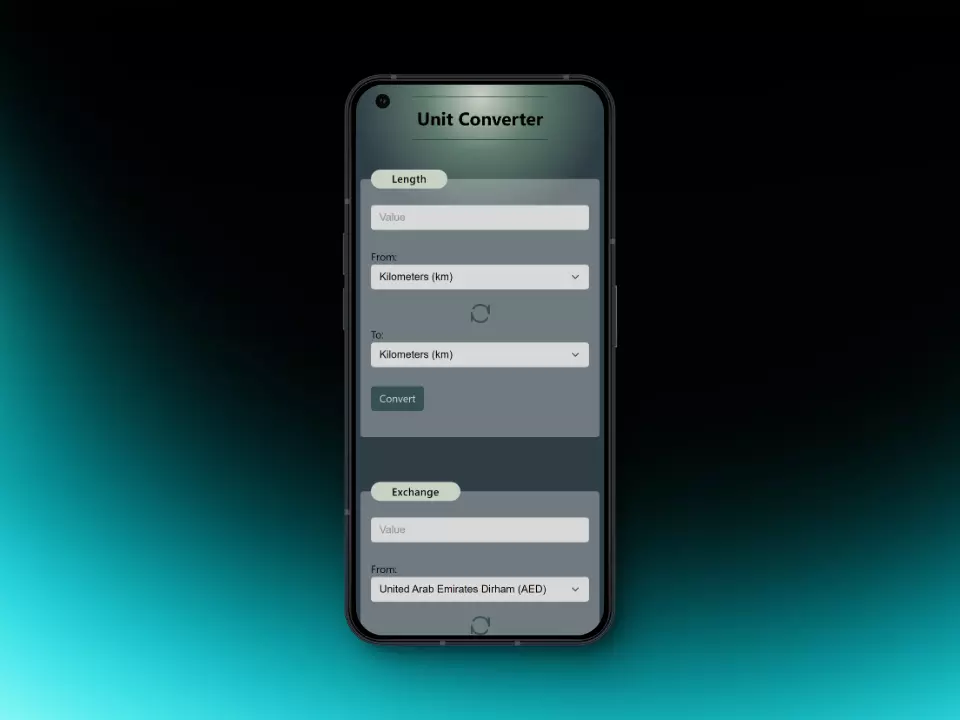 Unit Converter
Length
Value
From:
Kilometers (km)
To:
Kilometers (km)
Convert
Exchange
Value
From:
United Arab Emirates Dirham (AED)